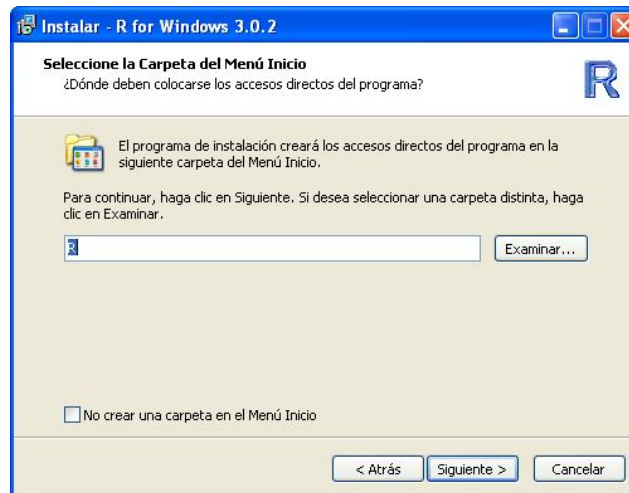 Instalar - R for Windows 3.0.2
Seleccione la Carpeta del Menú Inicio
¿Dónde deben colocarse los accesos directos del programa?
R
El programa de instalación creará los accesos directos del programa en la
siguiente carpeta del Menú Inicio.
Para continuar, haga clic en Siguiente. Si desea seleccionar una carpeta distinta, haga
clic en Examinar.
R
Examinar...
No crear una carpeta en el Menú Inicio
< Atrás
Siguiente >
Cancelar